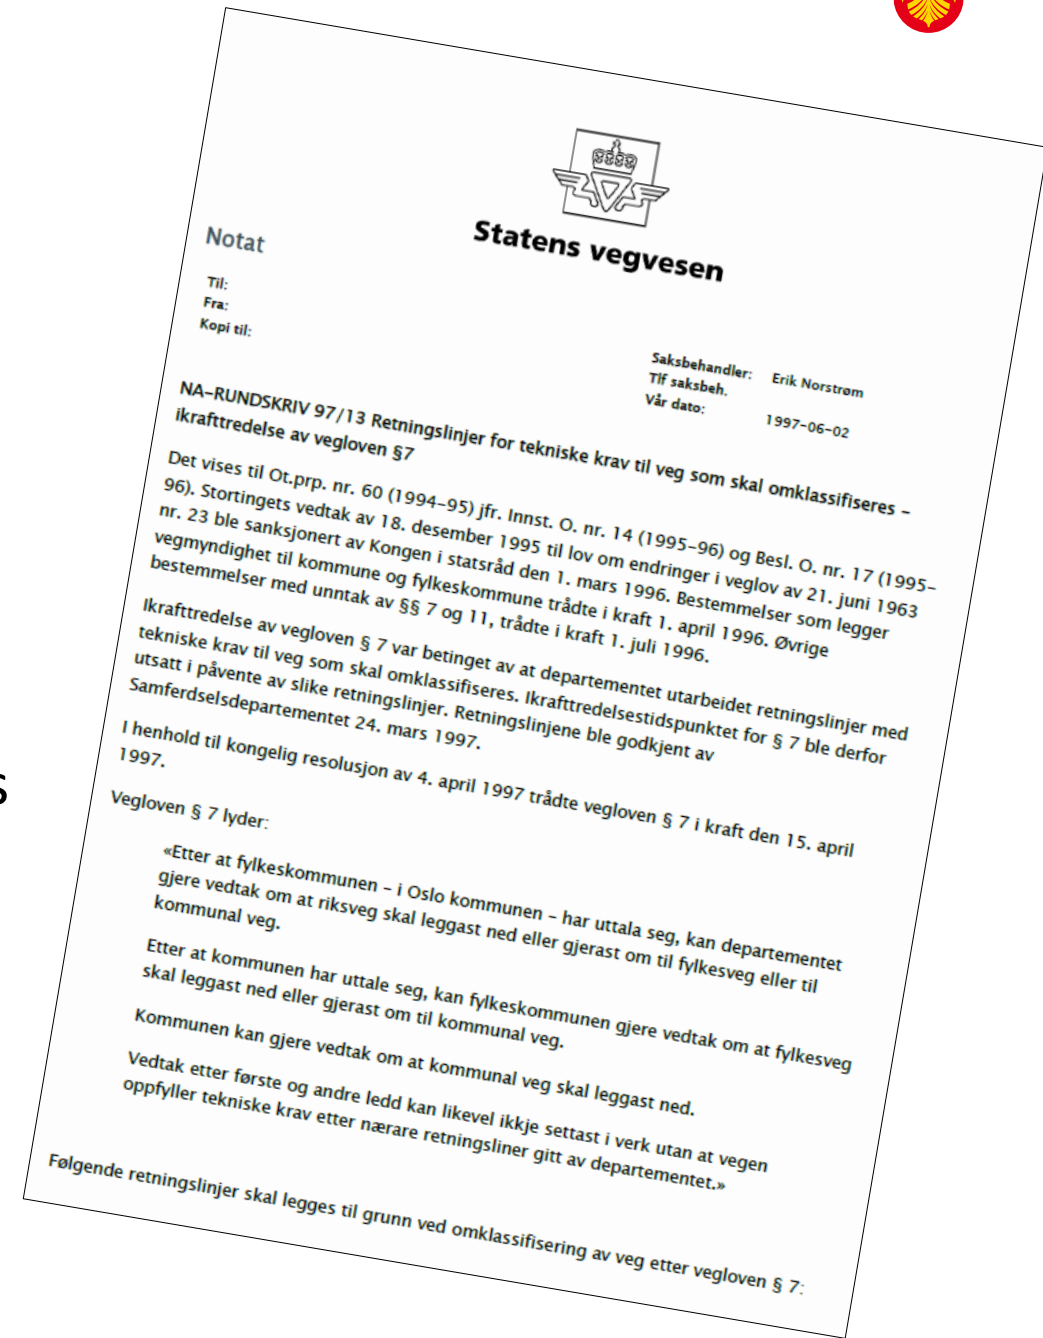 Statens vegvesen
Notat
Til:
Fra:
Kopi til:
Saksbehandler: Erik Norstrøm
Tlf saksbeh.
Vår dato: 1997-06-02
NA-RUNDSKRIV 97/13 Retningslinjer for tekniske krav til veg som skal omklassifiseres –
ikrafttredelse av vegloven §7
Det vises til Ot.prp. nr. 60 (1994-95) jfr. Innst. O. nr. 14 (1995-96) og Besl. O. nr. 17 (1995-
96). Stortingets vedtak av 18. desember 1995 til lov om endringer i veglov av 21. juni 1963
nr. 23 ble sanksjonert av Kongen i statsråd den 1. mars 1996. Bestemmelser som legger
vegmyndighet til kommune og fylkeskommune trådte i kraft 1. april 1996. Øvrige
bestemmelser med unntak av §§ 7 og 11, trådte i kraft 1. juli 1996.
Ikrafttredelse av vegloven § 7 var betinget av at departementet utarbeidet retningslinjer med
tekniske krav til veg som skal omklassifiseres. Ikrafttredelsestidspunktet for § 7 ble derfor
utsatt i påvente av slike retningslinjer. Retningslinjene ble godkjent av
Samferdselsdepartementet 24. mars 1997.
I henhold til kongelig resolusjon av 4. april 1997 trådte vegloven § 7 i kraft den 15. april
1997.
s
Vegloven § 7 lyder:
«Etter at fylkeskommunen – i Oslo kommunen – har uttala seg, kan departementet
gjere vedtak om at riksveg skal leggast ned eller gjerast om til fylkesveg eller til
kommunal veg.
Etter at kommunen har uttale seg, kan fylkeskommunen gjere vedtak om at fylkesveg
skal leggast ned eller gjerast om til kommunal veg.
Kommunen kan gjere vedtak om at kommunal veg skal leggast ned.
Vedtak etter første og andre ledd kan likevel ikkje settast i verk utan at vegen
oppfyller tekniske krav etter nærare retningsliner gitt av departementet.»
Følgende retningslinjer skal legges til grunn ved omklassifisering av veg etter vegloven § 7: